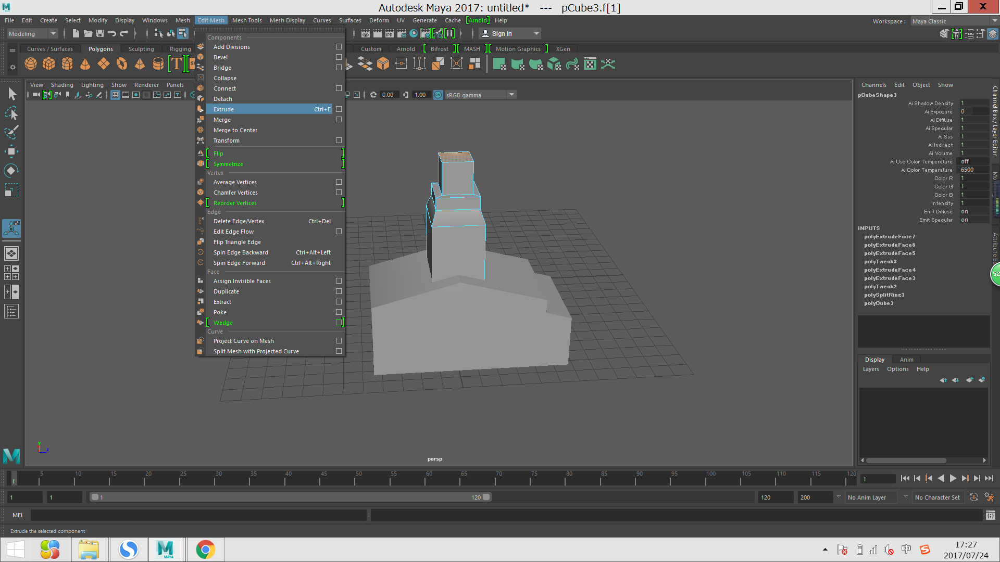 Autodesk Maya 2017: untitled* --- pCube3.f[1]
File Edit Create Select Modify Display Windows Mesh Edit Mesh Mesh Tools Mesh Display Curves Surfaces Deform UV Generate Cache [Arnold] Help
Workspace : Maya Classic
Modeling
IPR
Sign In
Curves / Surfaces Polygons Sculpting Rigging Custom Arnold Bifrost MASH Motion Graphics XGen
T
View Shading Lighting Show Renderer Panels
0.00 1.00 ON sRGB gamma
Components
Add Divisions
Bevel
Bridge
Collapse
Connect
Detach
Extrude Ctrl+E
Merge
Merge to Center
Transform
Flip
Symmetrize
Vertex
Average Vertices
Chamfer Vertices
Reorder Vertices
Edge
Delete Edge/Vertex Ctrl+Del
Edit Edge Flow
Flip Triangle Edge
Spin Edge Backward Ctrl+Alt+Left
Spin Edge Forward Ctrl+Alt+Right
Face
Assign Invisible Faces
Duplicate
Extract
Poke
Wedge
Curve
Project Curve on Mesh
Split Mesh with Projected Curve
y
z
persp
Channels Edit Object Show
pCubeShape3
Ai Shadow Density 1
Ai Exposure 0
Ai Diffuse 1
Ai Specular 1
Ai Sss 1
Ai Indirect 1
Ai Volume 1
Ai Use Color Temperature off
Ai Color Temperature 6500
Color R 1
Color G 1
Color B 1
Intensity 1
Emit Diffuse on
Emit Specular on
INPUTS
polyExtrudeFace7
polyExtrudeFace6
polyExtrudeFace5
polyTweak3
polyExtrudeFace4
polyExtrudeFace3
polyTweak2
polySplitRing3
polyCube3
Channel Box / Layer Editor
Attribute
52
Display Anim
Layers Options Help
1 5 10 15 20 25 30 35 40 45 50 55 60 65 70 75 80 85 90 95 100 105 110 115 120
1
1 1 1 120 120 200 No Anim Layer No Character Set
MEL
Extrude the selected component
M
MAYA
中
S
17:27
2017/07/24